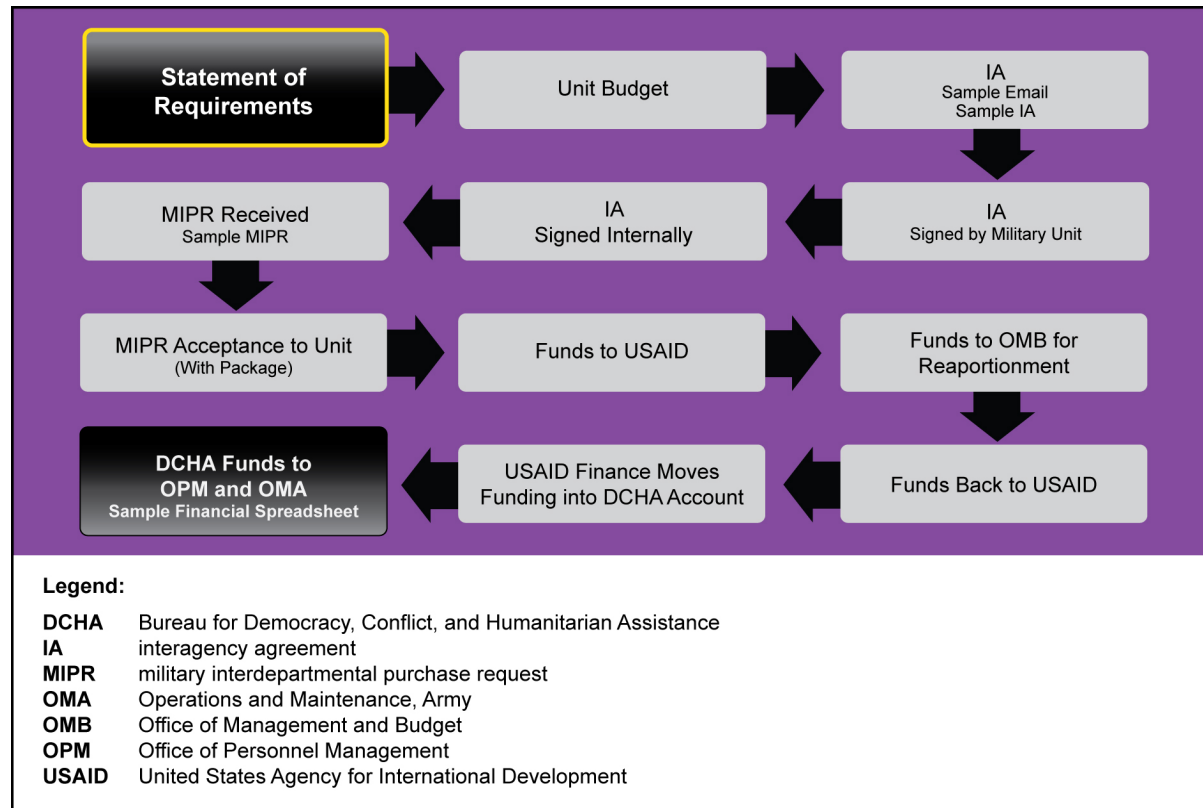 Statement of
Requirements
Unit Budget
IA
Sample Email
Sample IA
IA
Signed by Military Unit
IA
Signed Internally
MIPR Received
Sample MIPR
MIPR Acceptance to Unit
(With Package)
Funds to USAID
Funds to OMB for
Reaportionment
Funds Back to USAID
USAID Finance Moves
Funding into DCHA Account
DCHA Funds to
OPM and OMA
Sample Financial Spreadsheet
Legend:
DCHA Bureau for Democracy, Conflict, and Humanitarian Assistance
IA interagency agreement
MIPR military interdepartmental purchase request
OMA Operations and Maintenance, Army
OMB Office of Management and Budget
OPM Office of Personnel Management
USAID United States Agency for International Development